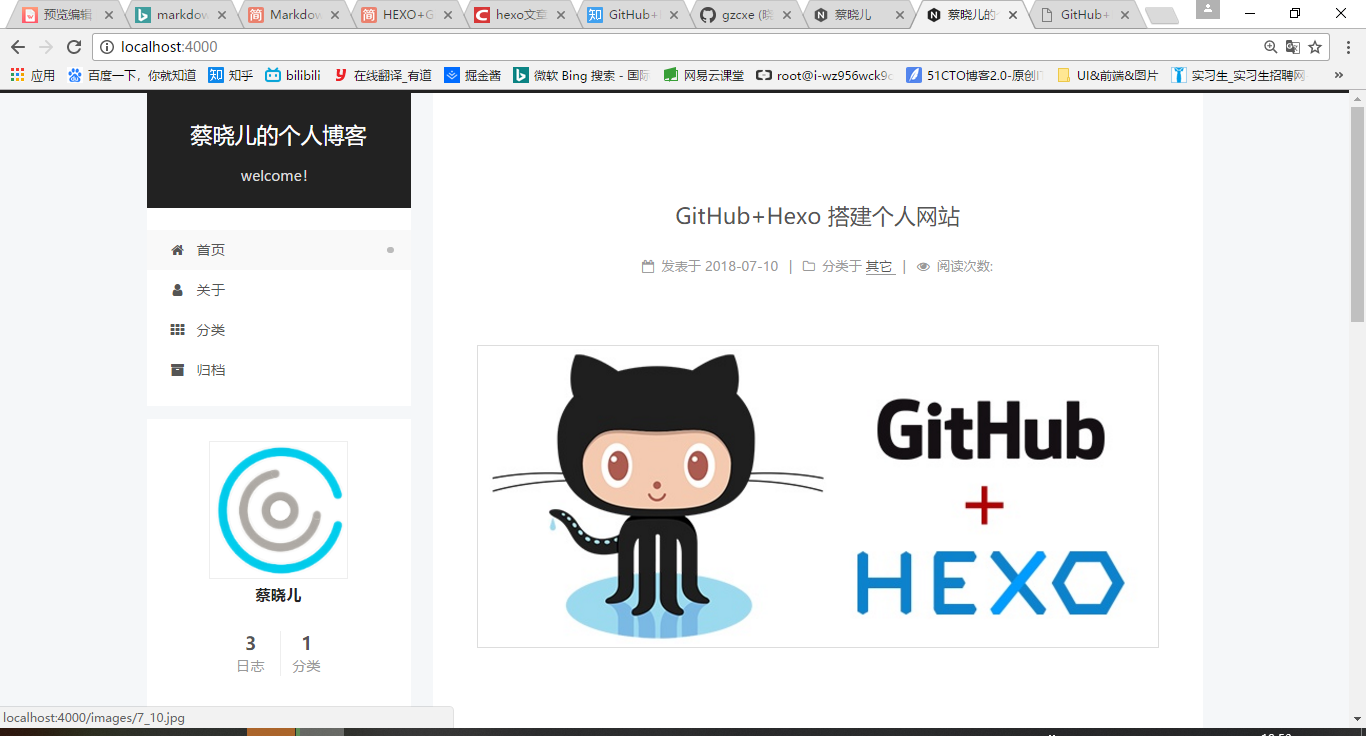 预览编辑
markdow
Markdow
HEXO+G
hexo文章
GitHub+
gzcxe (晓
蔡晓儿
蔡晓儿的
GitHub+
localhost:4000
应用
百度一下，你就知道
知乎
bilibili
在线翻译_有道
掘金酱
微软 Bing 搜索 - 国际
网易云课堂
root@i-wz956wck9c
51CTO博客2.0-原创IT
UI&前端&图片
实习生_实习生招聘网
»
蔡晓儿的个人博客
welcome!
首页
关于
分类
归档
蔡晓儿
3 1
日志 分类
GitHub+Hexo 搭建个人网站
发表于 2018-07-10 | 分类于 其它 | 阅读次数:
GitHub
+
HEXO
localhost:4000/images/7_10.jpg